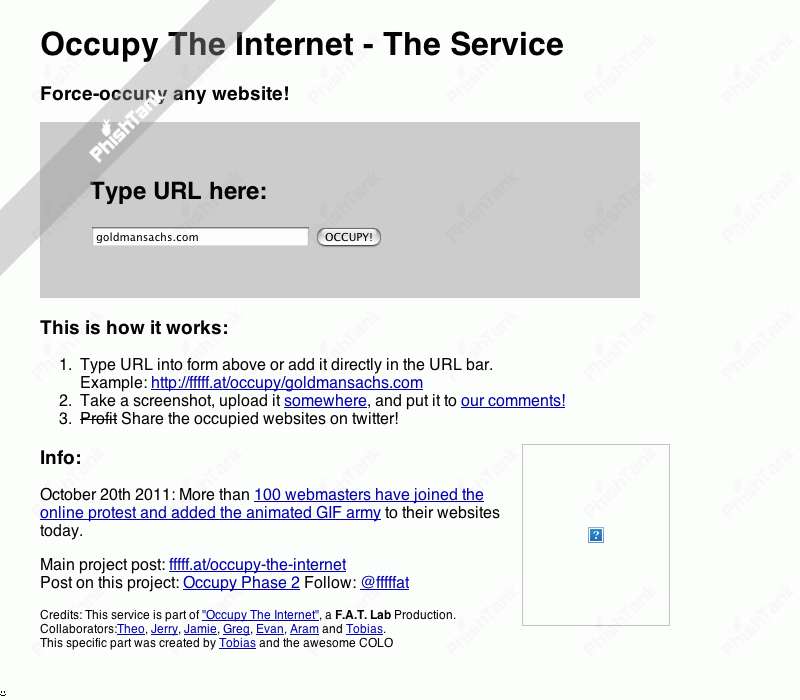 Occupy The Internet - The Service
Force-occupy any website!
PhishTank
Type URL here:
goldmansachs.com OCCUPY!
This is how it works:
1. Type URL into form above or add it directly in the URL bar.
Example: http://fffff.at/occupy/goldmansachs.com
2. Take a screenshot, upload it somewhere, and put it to our comments!
3. Profit Share the occupied websites on twitter!
Info:
October 20th 2011: More than 100 webmasters have joined the
online protest and added the animated GIF army to their websites
today.
Main project post: fffff.at/occupy-the-internet
Post on this project: Occupy Phase 2 Follow: @fffffat
Credits: This service is part of "Occupy The Internet", a F.A.T. Lab Production.
Collaborators:Theo, Jerry, Jamie, Greg, Evan, Aram and Tobias.
This specific part was created by Tobias and the awesome COLO